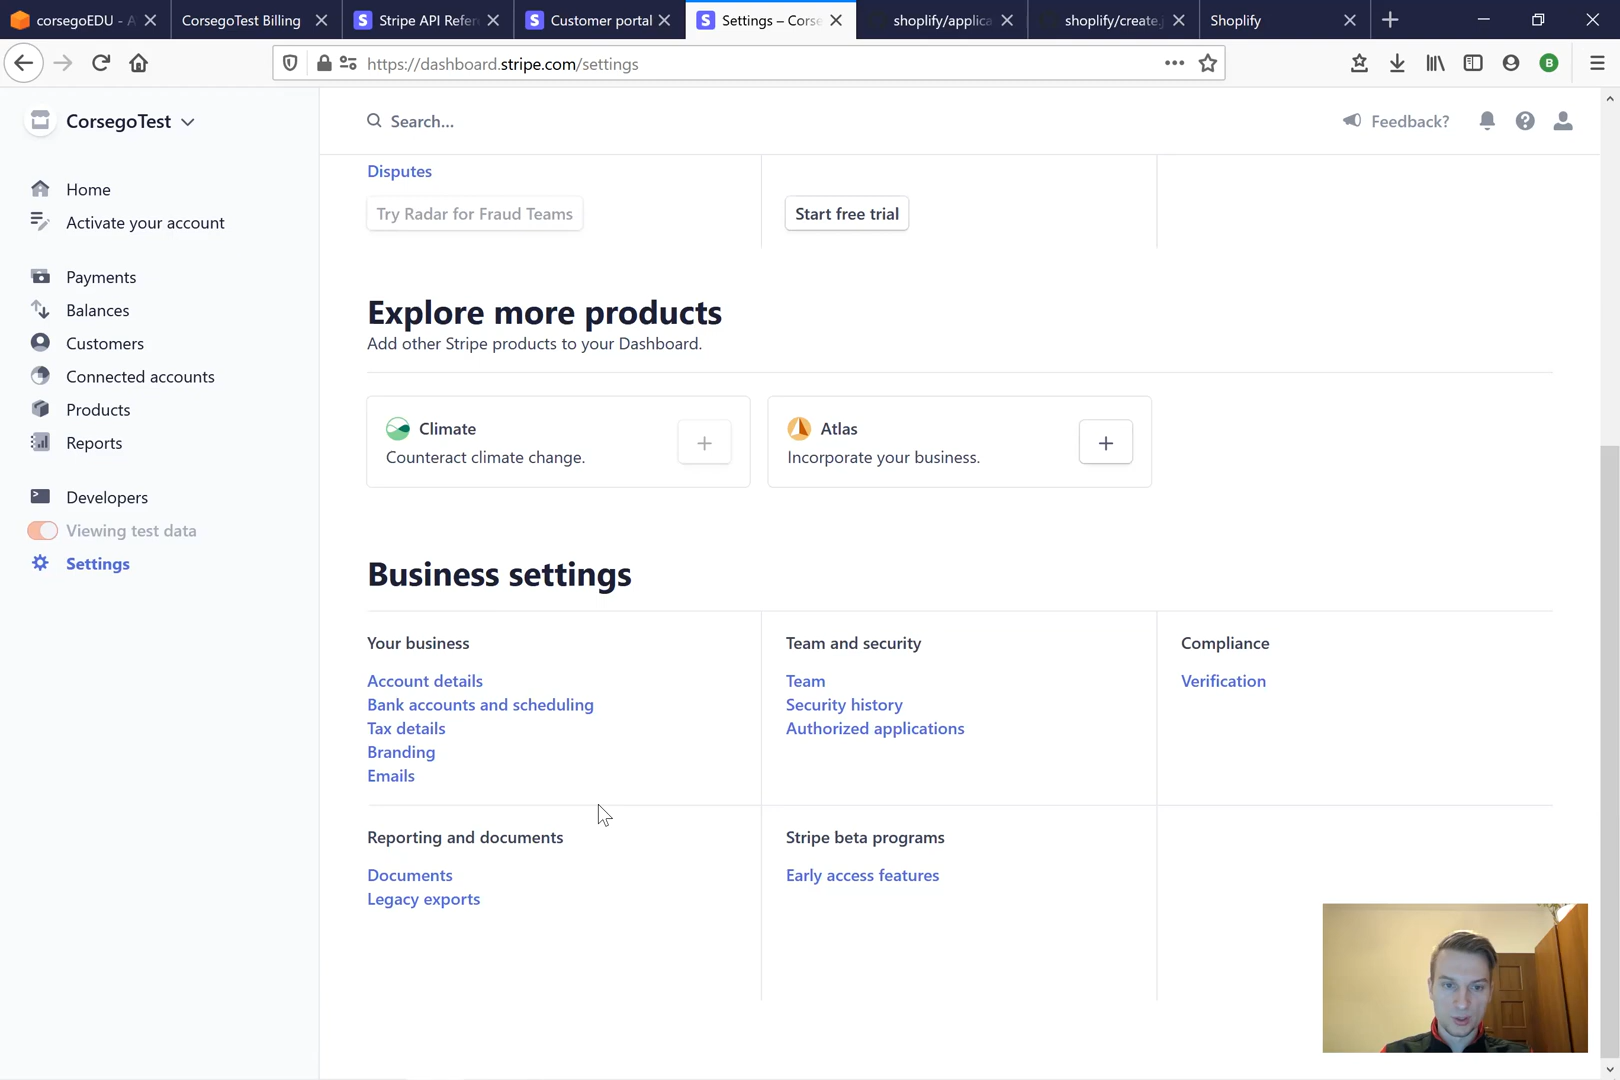 corsegoEDU - A
CorsegoTest Billing
Stripe API Refer
Customer portal
Settings – Corse
shoplify/applica
shoplify/create.j
Shoplify
https://dashboard.stripe.com/settings
B
CorsegoTest
Search...
Feedback?
Home
Activate your account
Payments
Balances
Customers
Connected accounts
Products
Reports
Developers
Viewing test data
Settings
Disputes
Try Radar for Fraud Teams
Start free trial
Explore more products
Add other Stripe products to your Dashboard.
Climate
Counteract climate change.
Atlas
Incorporate your business.
Business settings
Your business
Account details
Bank accounts and scheduling
Tax details
Branding
Emails
Team and security
Team
Security history
Authorized applications
Compliance
Verification
Reporting and documents
Documents
Legacy exports
Stripe beta programs
Early access features